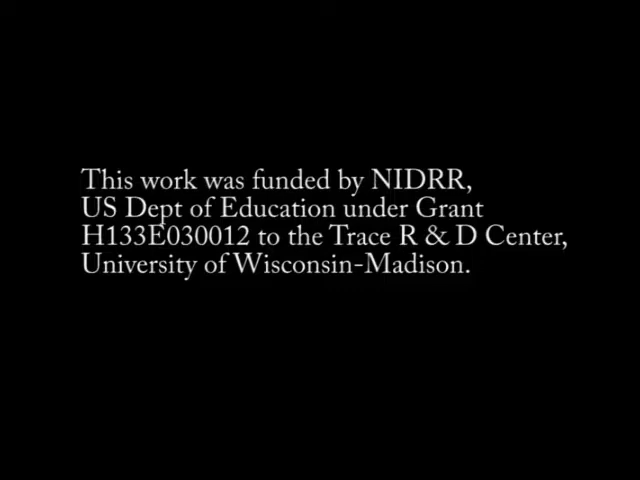 This work was funded by NIDRR,
US Dept of Education under Grant
H133E030012 to the Trace R & D Center,
University of Wisconsin-Madison.